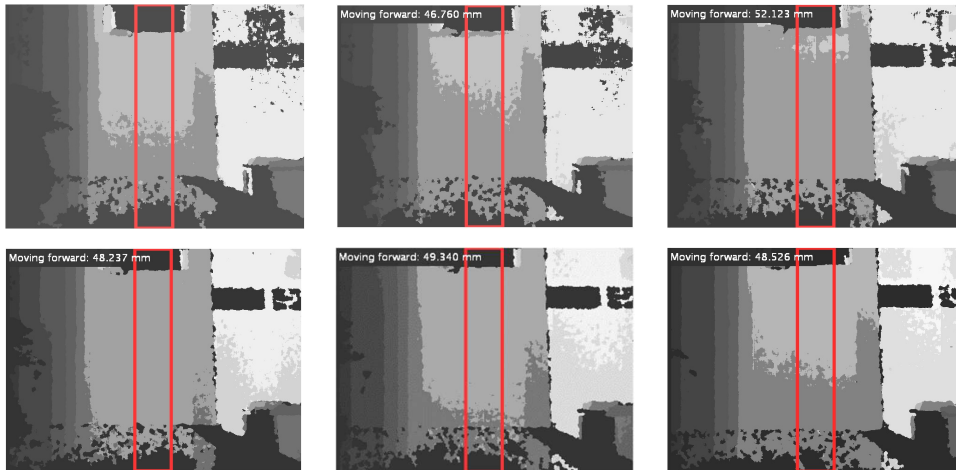 Moving forward: 46.760 mm
Moving forward: 52.123 mm
Moving forward: 48.237 mm
Moving forward: 49.340 mm
Moving forward: 48.526 mm